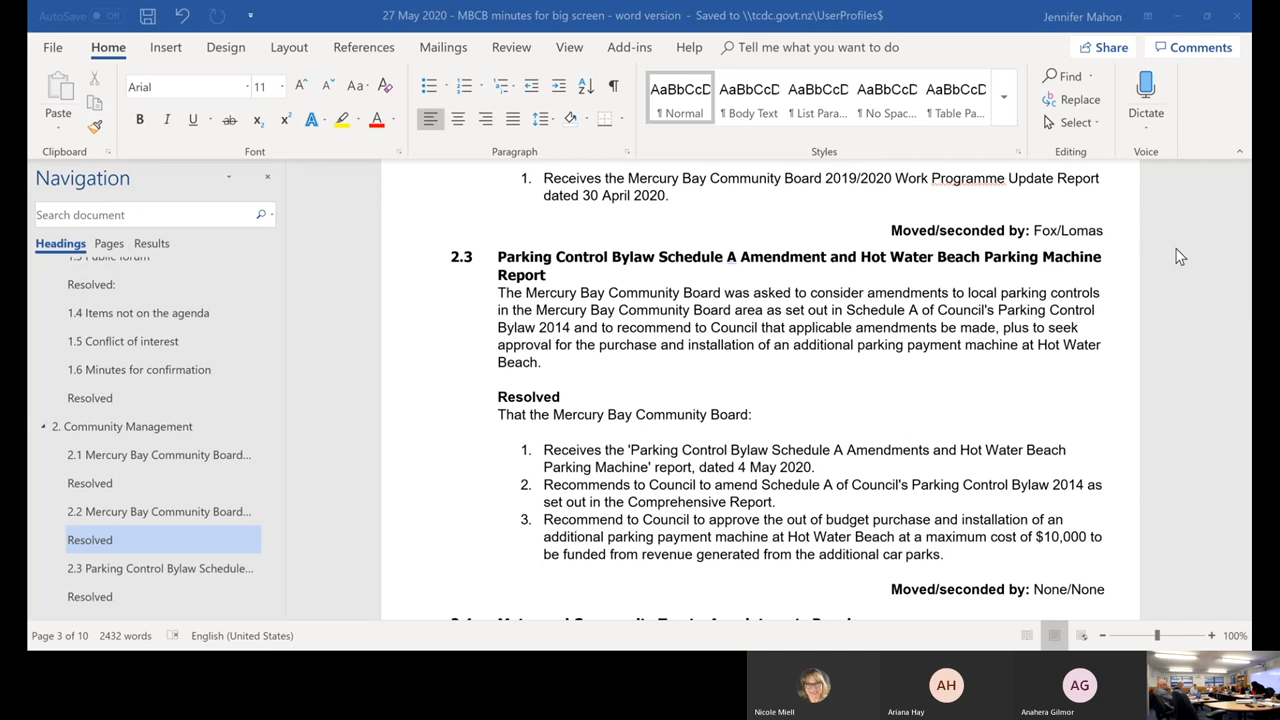 AutoSave Off
27 May 2020 - MBCB minutes for big screen - word version - Saved to \\tcdc.govt.nz\UserProfiles$
Jennifer Mahon
File Home Insert Design Layout References Mailings Review View Add-ins Help Tell me what you want to do Share Comments
Paste
Clipboard
Arial 11
Font
Paragraph
AaBbCcD AaBbCcD AaBbCcD AaBbCcD AaBbCcD
¶ Normal ¶ Body Text ¶ List Para... ¶ No Spac... ¶ Table Pa...
Styles
Find
Replace
Select
Editing
Dictate
Voice
Navigation
Search document
Headings Pages Results
1.3 Public forum
Resolved:
1.4 Items not on the agenda
1.5 Conflict of interest
1.6 Minutes for confirmation
Resolved
2. Community Management
2.1 Mercury Bay Community Board...
Resolved
2.2 Mercury Bay Community Board...
Resolved
2.3 Parking Control Bylaw Schedule...
Resolved
1. Receives the Mercury Bay Community Board 2019/2020 Work Programme Update Report
dated 30 April 2020.
Moved/seconded by: Fox/Lomas
2.3 Parking Control Bylaw Schedule A Amendment and Hot Water Beach Parking Machine
Report
The Mercury Bay Community Board was asked to consider amendments to local parking controls
in the Mercury Bay Community Board area as set out in Schedule A of Council's Parking Control
Bylaw 2014 and to recommend to Council that applicable amendments be made, plus to seek
approval for the purchase and installation of an additional parking payment machine at Hot Water
Beach.
Resolved
That the Mercury Bay Community Board:
1. Receives the 'Parking Control Bylaw Schedule A Amendments and Hot Water Beach
Parking Machine' report, dated 4 May 2020.
2. Recommends to Council to amend Schedule A of Council's Parking Control Bylaw 2014 as
set out in the Comprehensive Report.
3. Recommend to Council to approve the out of budget purchase and installation of an
additional parking payment machine at Hot Water Beach at a maximum cost of $10,000 to
be funded from revenue generated from the additional car parks.
Moved/seconded by: None/None
Page 3 of 10 2432 words English (United States) 100%
AH AG
Nicole Miell Ariana Hay Anahera Gilmor